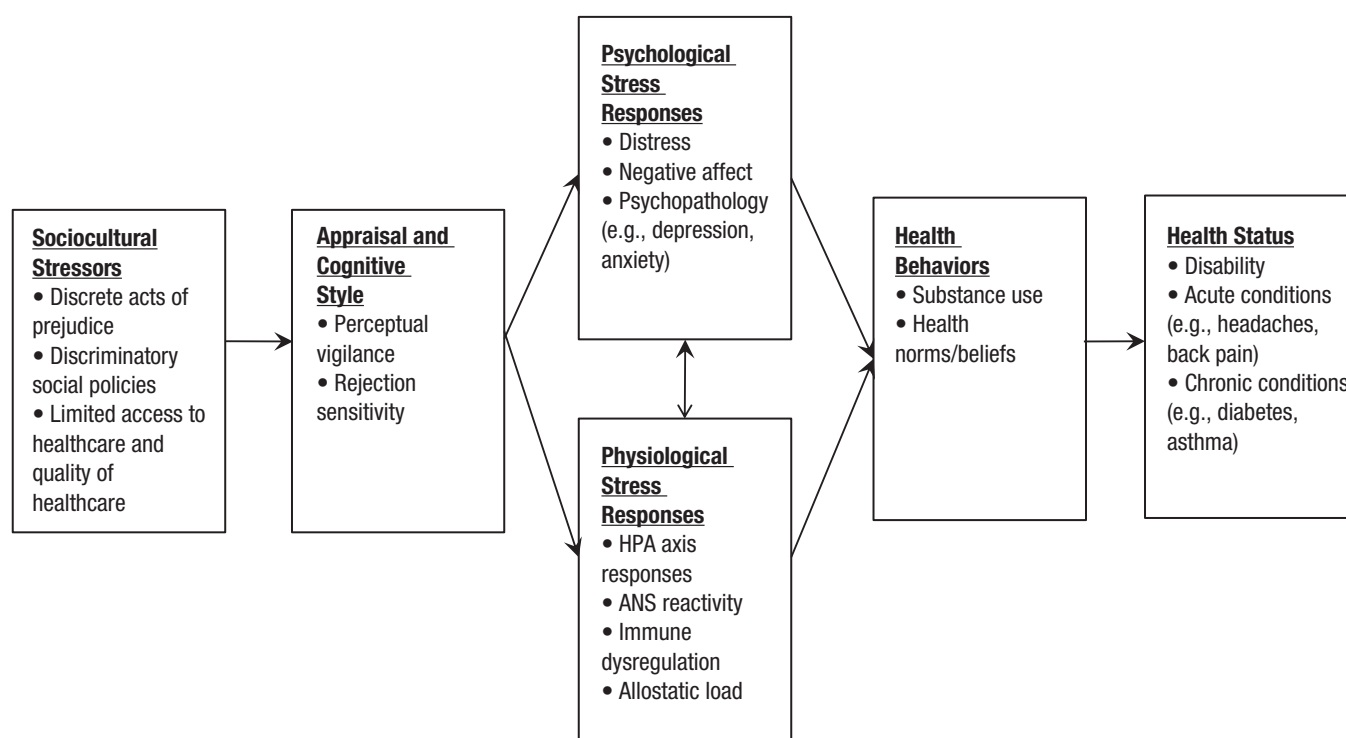 Sociocultural
Stressors
• Discrete acts of
prejudice
• Discriminatory
social policies
• Limited access to
healthcare and
quality of
healthcare
Appraisal and
Cognitive
Style
• Perceptual
vigilance
• Rejection
sensitivity
Psychological
Stress
Responses
• Distress
• Negative affect
• Psychopathology
(e.g., depression,
anxiety)
Physiological
Stress
Responses
• HPA axis
responses
• ANS reactivity
• Immune
dysregulation
• Allostatic load
Health
Behaviors
• Substance use
• Health
norms/beliefs
Health Status
• Disability
• Acute conditions
(e.g., headaches,
back pain)
• Chronic conditions
(e.g., diabetes,
asthma)